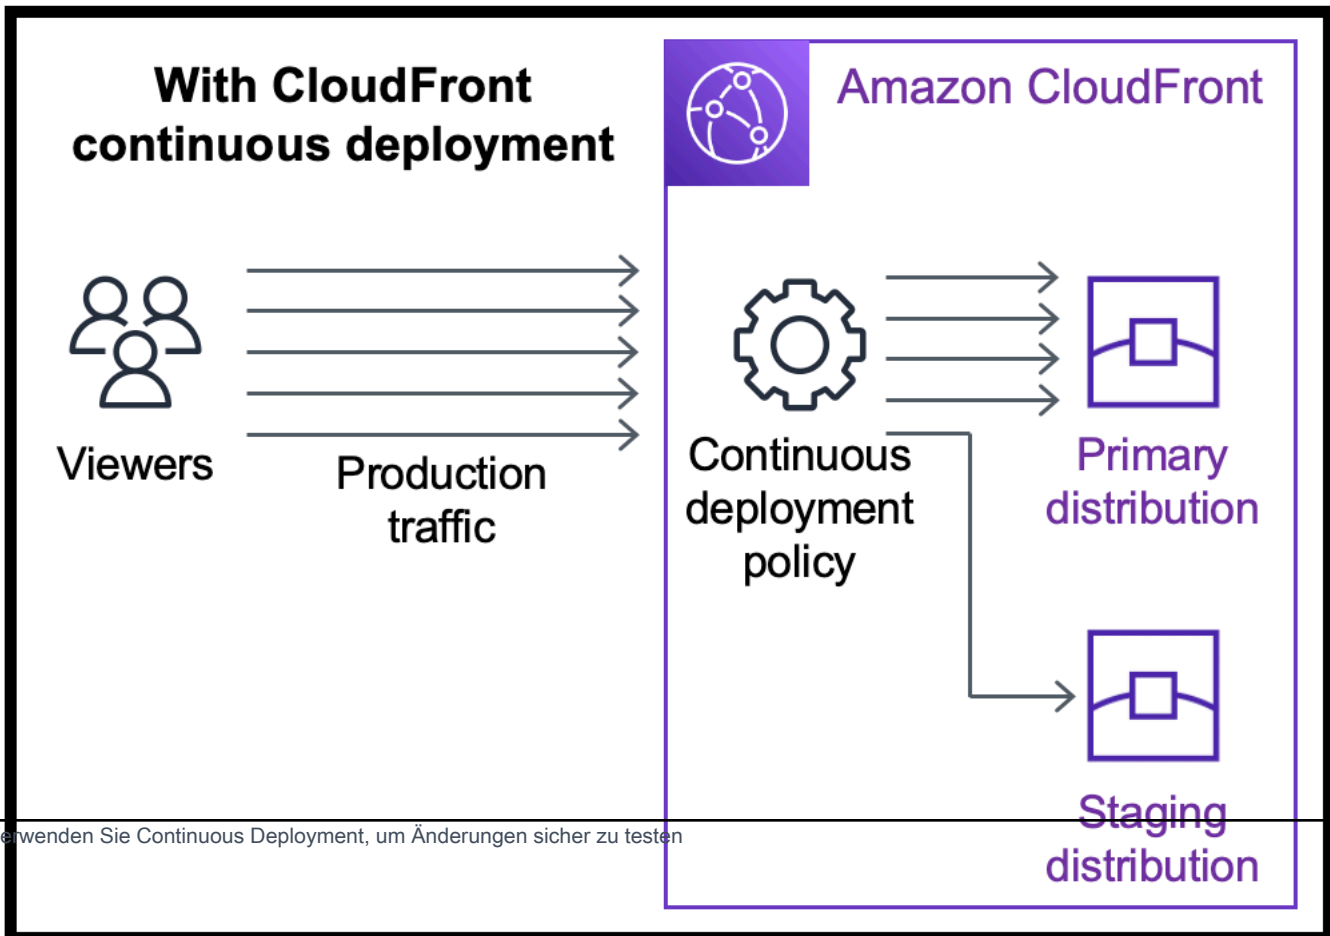 With CloudFront
continuous deployment
Amazon CloudFront
Viewers
Production
traffic
Continuous
deployment
policy
Primary
distribution
Staging
distribution
erwenden Sie Continuous Deployment, um Änderungen sicher zu testen